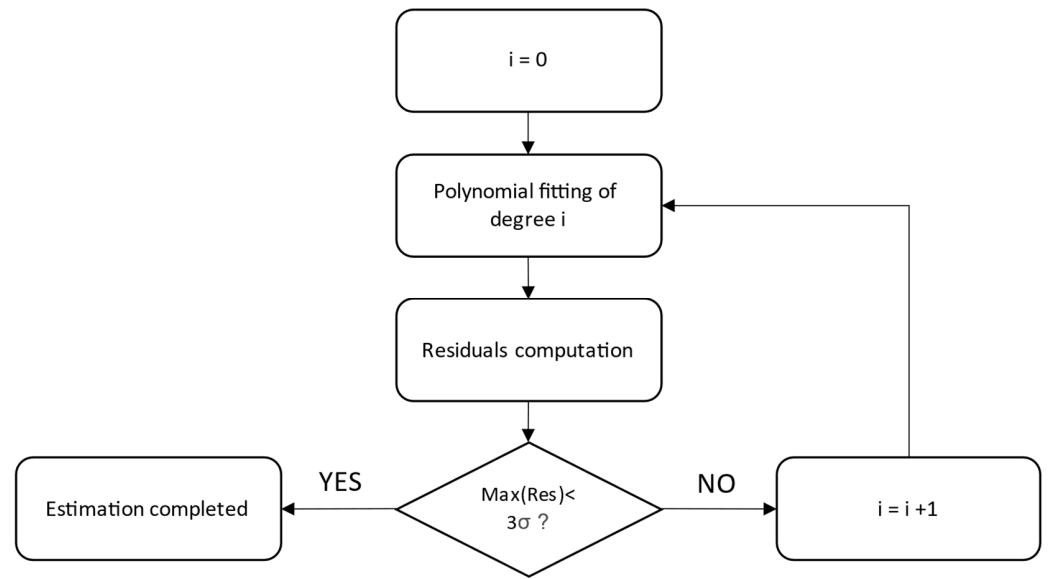 i = 0
Polynomial fitting of
degree i
Residuals computation
YES
NO
Max(Res)<
3σ ?
Estimation completed
i = i +1